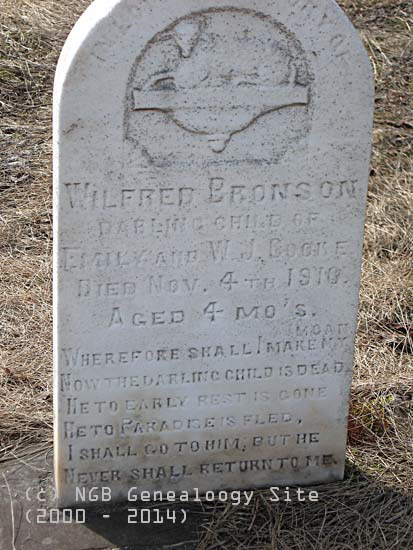 WILFRED BRONSON
DARLING CHILD OF
EMILY AND W. J. COOKE
DIED NOV. 4TH 1910.
AGED 4 MO'S.
WHEREFORE SHALL I MAKE MY MOAN
NOW THE DARLING CHILD IS DEAD
HE TO EARLY REST IS GONE
HE TO PARADISE IS FLED,
I SHALL GO TO HIM, BUT HE
NEVER SHALL RETURN TO ME.
(c) NGB Genealoogy Site
(2000 - 2014)